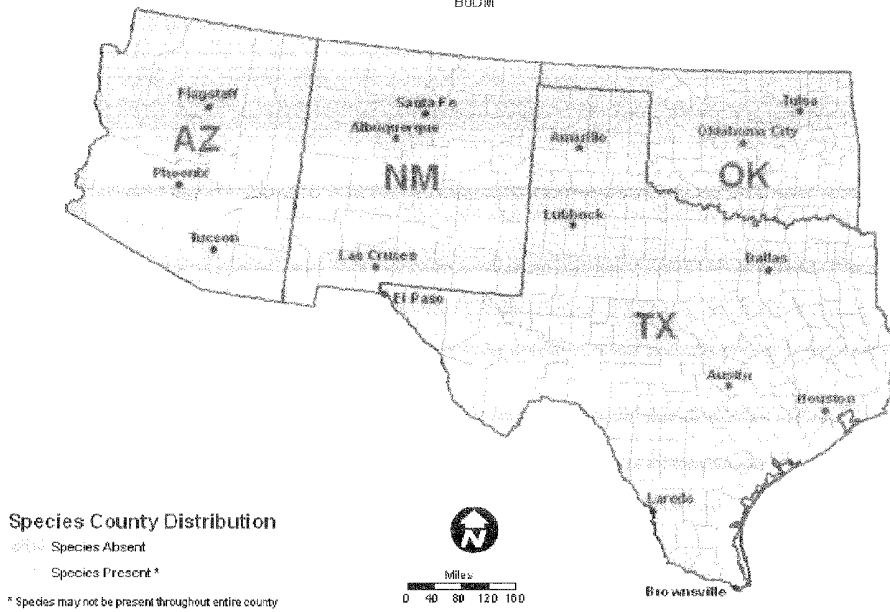 BUDM
Flagstaff
Santa Fe
Tulsa
Albuquerque
Amarillo
Oklahoma City
AZ
NM
OK
Phoenix
Lubbock
Tucson
Las Cruces
Dallas
El Paso
TX
Austin
Houston
Laredo
Species County Distribution
Species Absent
Species Present *
* Species may not be present throughout entire county
N
Miles
0 40 80 120 160
Brownsville